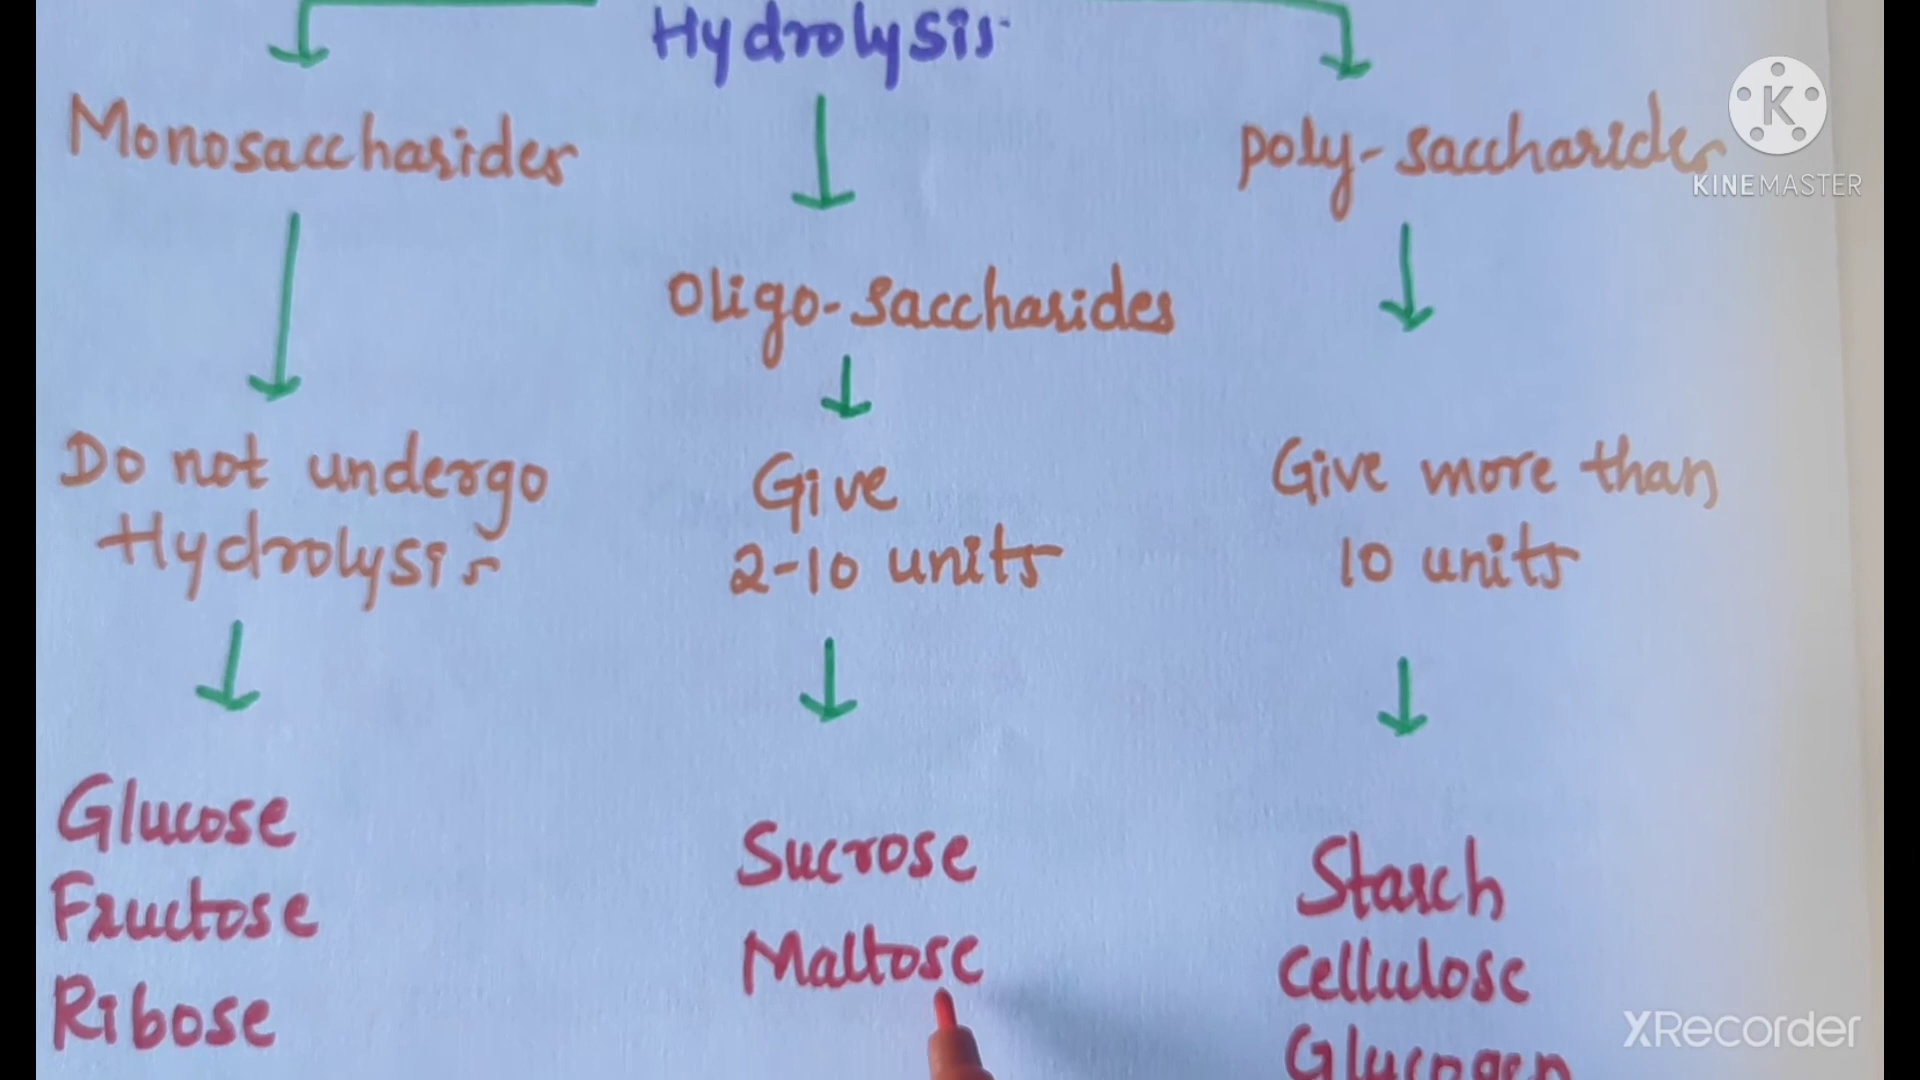 Hydrolysis
Monosaccharides
Do not undergo
Hydrolysis
Glucose
Fructose
Ribose
Oligo-saccharides
Give
2-10 units
Sucrose
Maltose
Poly-saccharides
Give more than
10 units
Starch
Cellulose
Glucogen
K
KINEMASTER
XRecorder